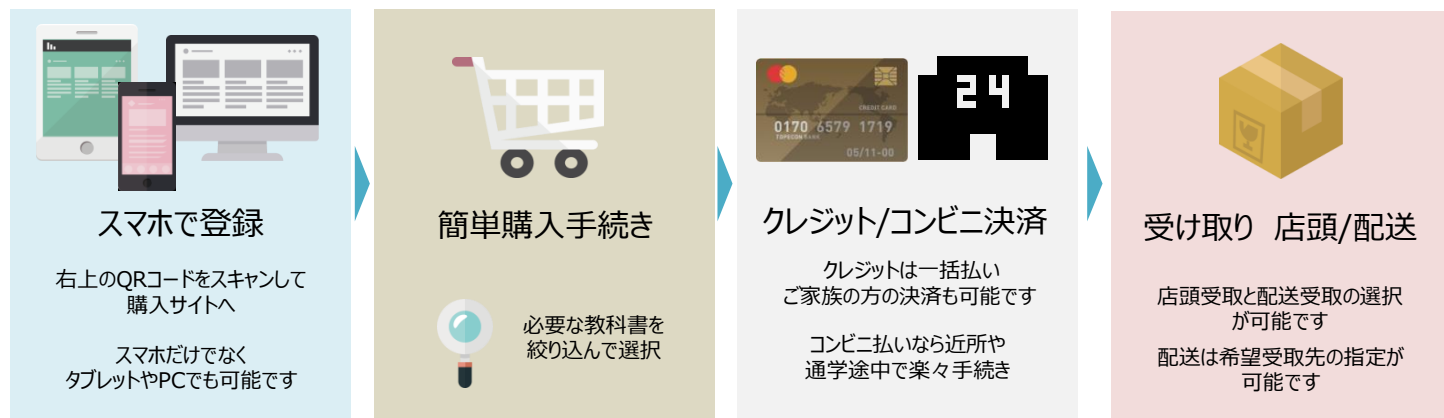 スマホで登録
右上のQRコードをスキャンして
購入サイトへ
スマホだけでなく
タブレットやPCでも可能です
簡単購入手続き
必要な教科書を
絞り込んで選択
CREDIT CARD
0170 6579 1719
TOPECON BANK
05/11-00
24
クレジット/コンビニ決済
クレジットは一括払い
ご家族の方の決済も可能です
コンビニ払いなら近所や
通学途中で楽々手続き
受け取り 店頭/配送
店頭受取と配送受取の選択
が可能です
配送は希望受取先の指定が
可能です